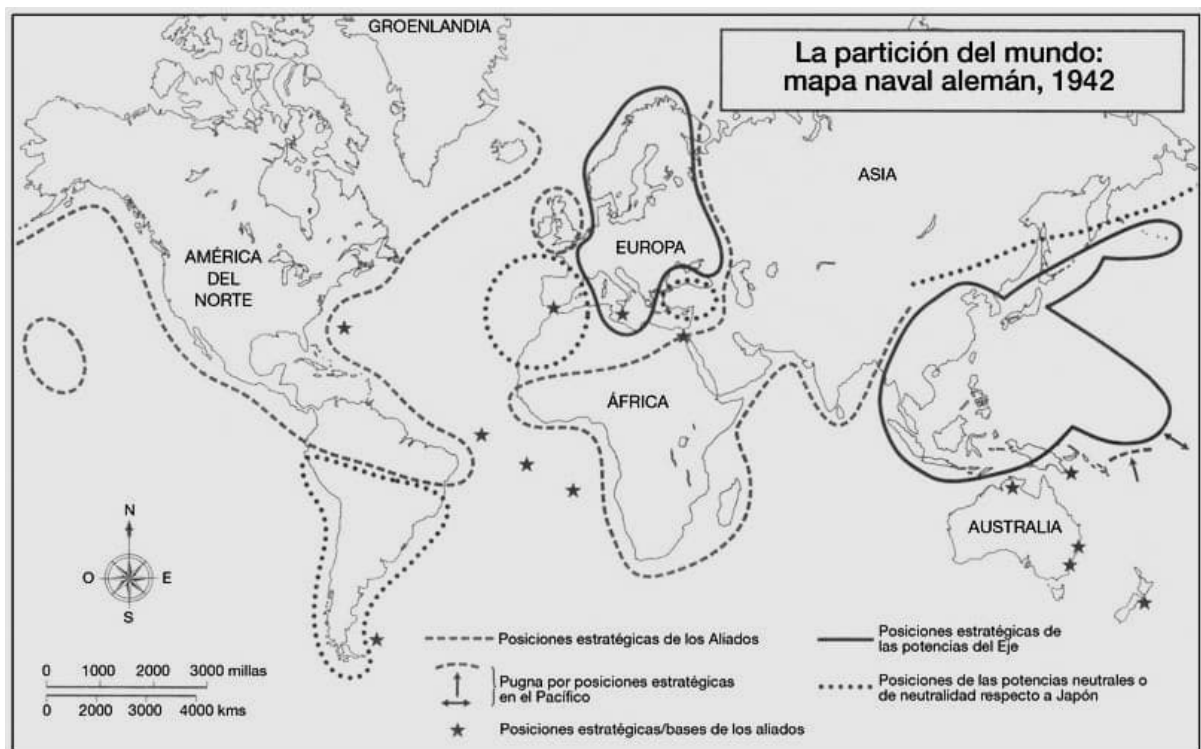 GROENLANDIA
La partición del mundo:
mapa naval alemán, 1942
ASIA
EUROPA
AMÉRICA
DEL
NORTE
ÁFRICA
AUSTRALIA
N
O E
S
0 1000 2000 3000 millas
0 2000 3000 4000 kms
Posiciones estratégicas de los Aliados
Pugna por posiciones estratégicas
en el Pacífico
Posiciones estratégicas/bases de los aliados
Posiciones estratégicas de
las potencias del Eje
Posiciones de las potencias neutrales o
de neutralidad respecto a Japón